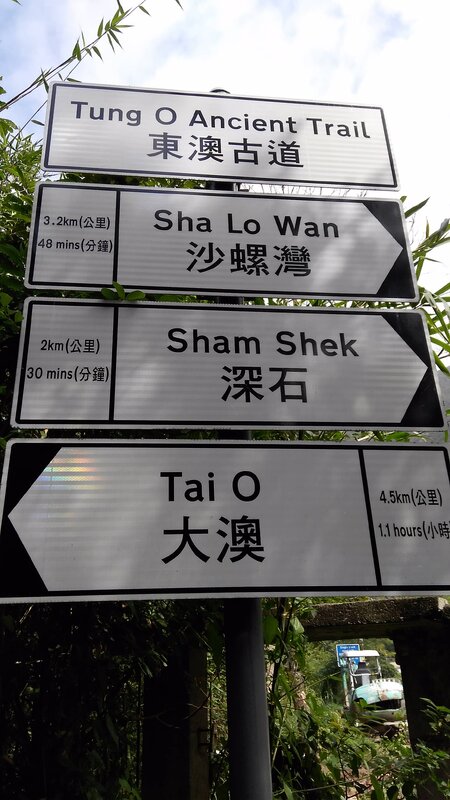 Tung O Ancient Trail
東澳古道
3.2km(公里)
48 mins(分鐘)
Sha Lo Wan
沙螺灣
2km(公里)
30 mins(分鐘)
Sham Shek
深石
Tai O
大澳
4.5km(公里)
1.1 hours(小時